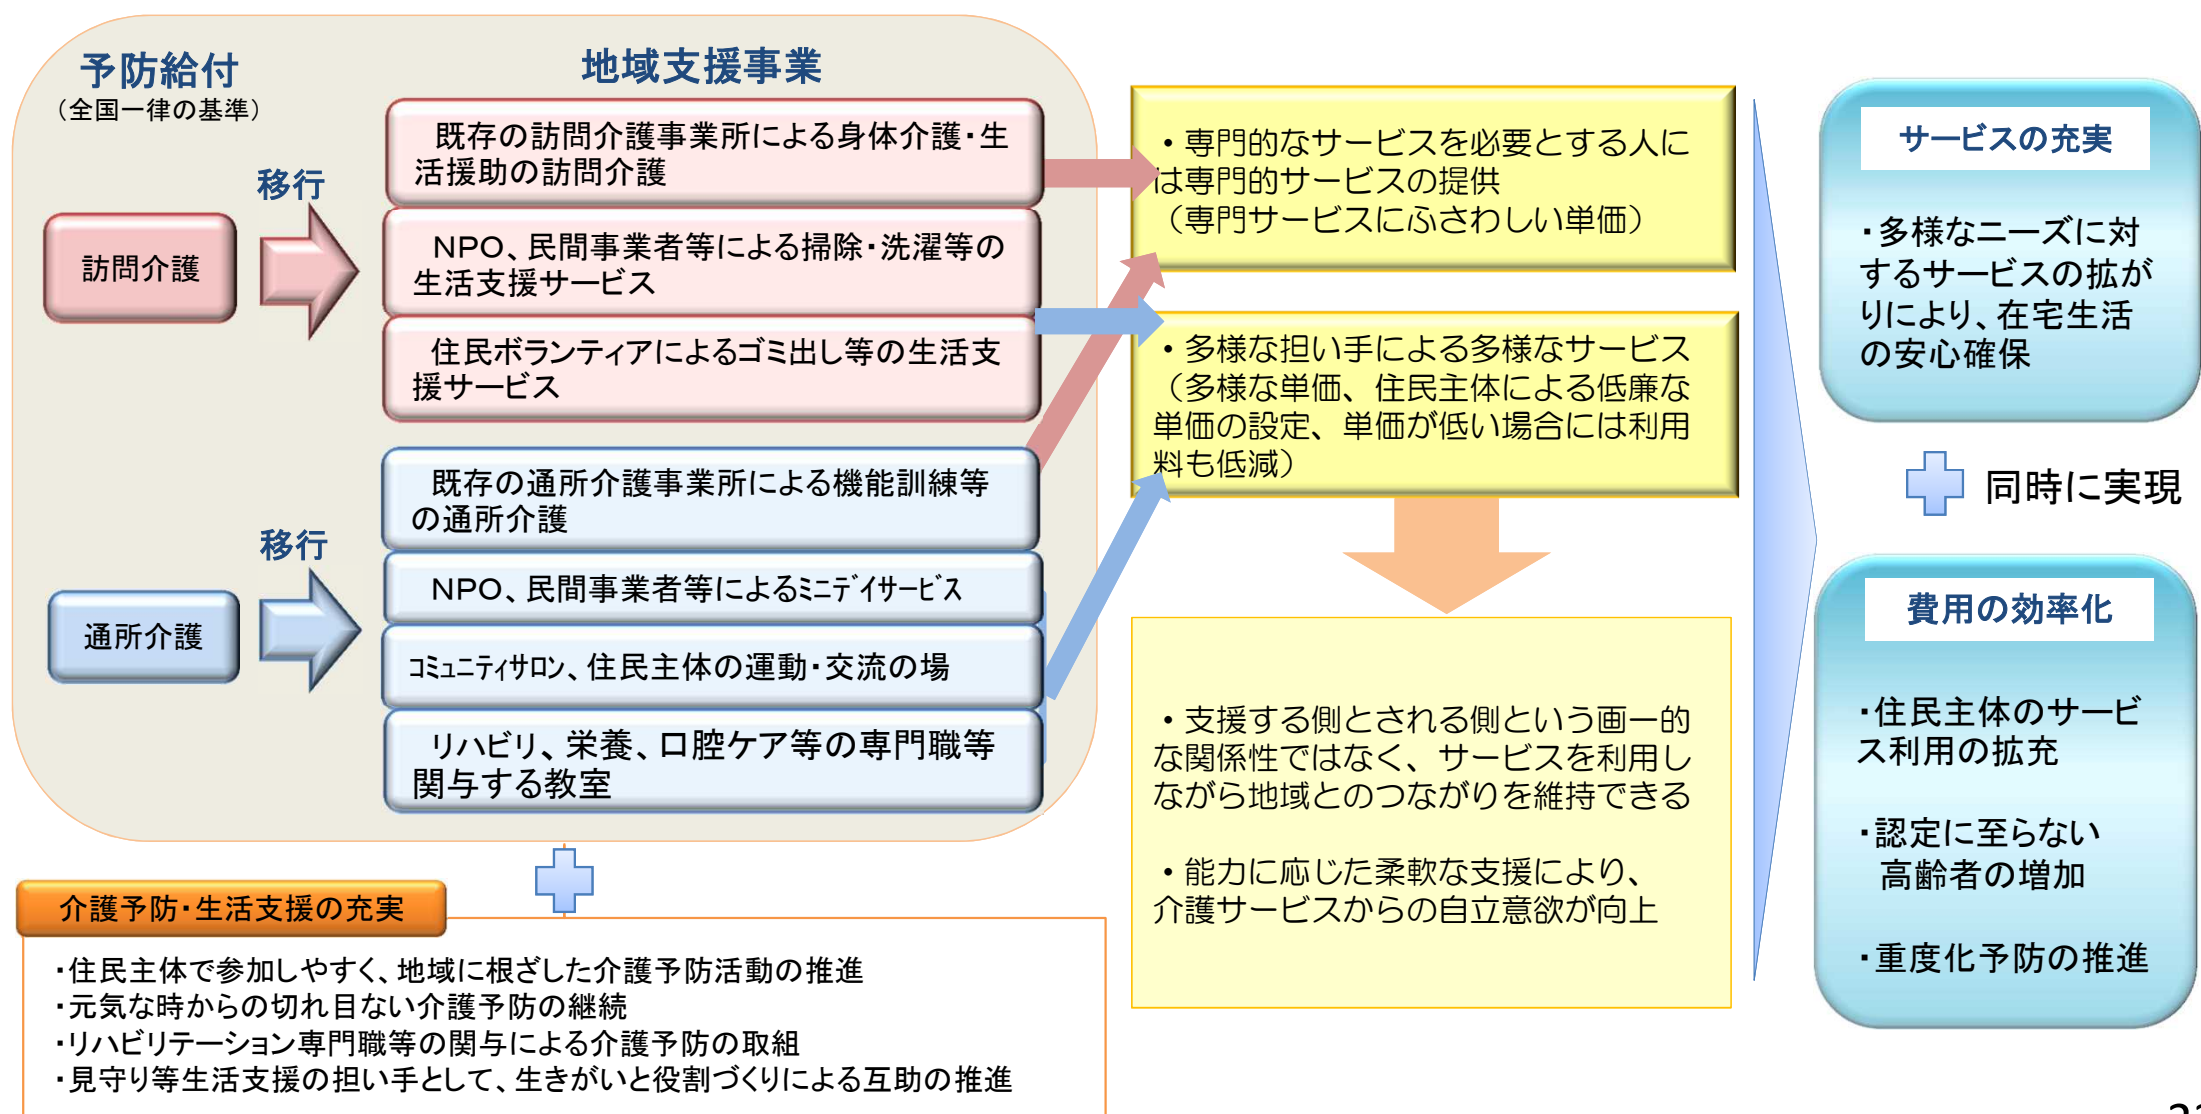 予防給付
（全国一律の基準）
地域支援事業
移行
訪問介護
既存の訪問介護事業所による身体介護・生
活援助の訪問介護
ＮＰＯ、民間事業者等による掃除・洗濯等の
生活支援サービス
住民ボランティアによるゴミ出し等の生活支
援サービス
移行
通所介護
既存の通所介護事業所による機能訓練等
の通所介護
ＮＰＯ、民間事業者等によるﾐﾆﾃﾞｲｻｰﾋﾞｽ
ｺﾐｭﾆﾃｨｻﾛﾝ、住民主体の運動・交流の場
リハビリ、栄養、口腔ケア等の専門職等
関与する教室
介護予防・生活支援の充実
・住民主体で参加しやすく、地域に根ざした介護予防活動の推進
・元気な時からの切れ目ない介護予防の継続
・リハビリテーション専門職等の関与による介護予防の取組
・見守り等生活支援の担い手として、生きがいと役割づくりによる互助の推進
・専門的なサービスを必要とする人に
は専門的サービスの提供
（専門サービスにふさわしい単価）
・多様な担い手による多様なサービス
（多様な単価、住民主体による低廉な
単価の設定、単価が低い場合には利用
料も低減）
・支援する側とされる側という画一的
な関係性ではなく、サービスを利用し
ながら地域とのつながりを維持できる
・能力に応じた柔軟な支援により、
介護サービスからの自立意欲が向上
サービスの充実
・多様なニーズに対
するサービスの拡が
りにより、在宅生活
の安心確保
同時に実現
費用の効率化
・住民主体のサービ
ス利用の拡充
・認定に至らない
高齢者の増加
・重度化予防の推進